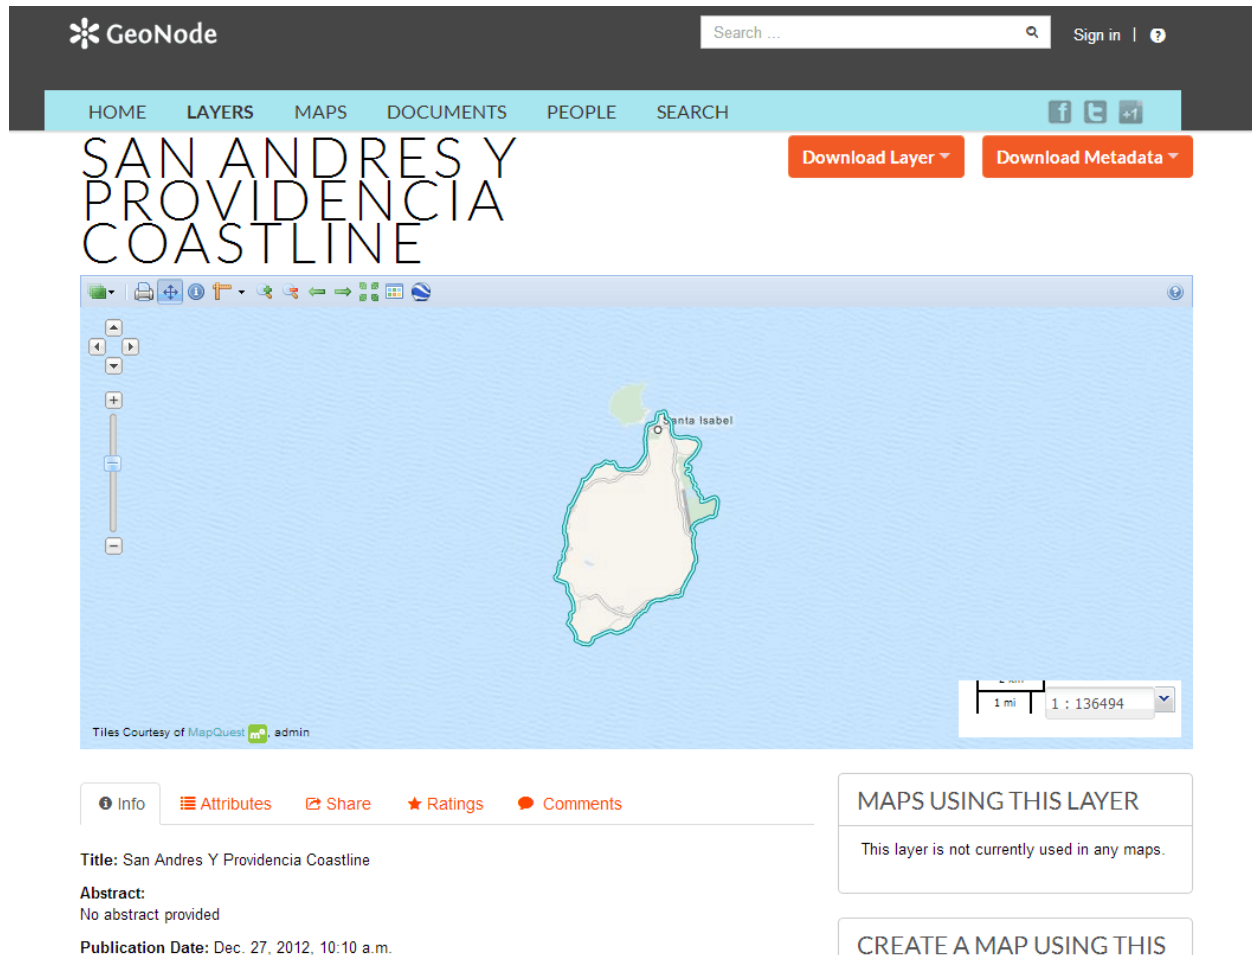 GeoNode
Search ...
Sign in |
HOME LAYERS MAPS DOCUMENTS PEOPLE SEARCH
f t +1
SAN ANDRES Y
PROVIDENCIA
COASTLINE
Download Layer
Download Metadata
Santa Isabel
1 mi
1 : 136494
Tiles Courtesy of MapQuest mq, admin
Info Attributes Share Ratings Comments
Title: San Andres Y Providencia Coastline
Abstract:
No abstract provided
Publication Date: Dec. 27, 2012, 10:10 a.m.
MAPS USING THIS LAYER
This layer is not currently used in any maps.
CREATE A MAP USING THIS